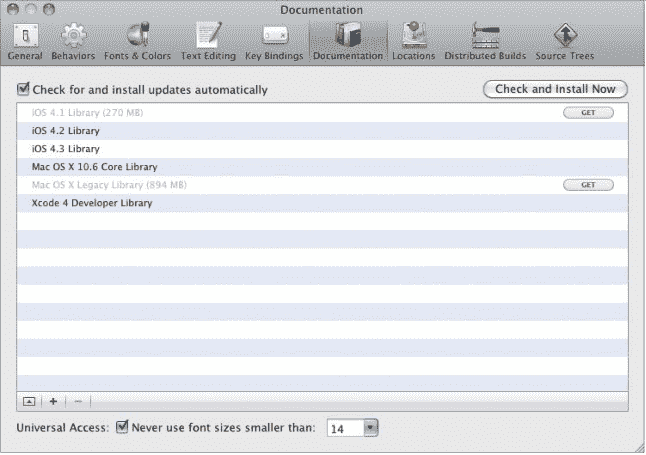 Documentation
General Behaviors Fonts & Colors Text Editing Key Bindings Documentation Locations Distributed Builds Source Trees
Check for and install updates automatically Check and Install Now
iOS 4.1 Library (270 MB) GET
iOS 4.2 Library
iOS 4.3 Library
Mac OS X 10.6 Core Library
Mac OS X Legacy Library (894 MB) GET
Xcode 4 Developer Library
Universal Access: Never use font sizes smaller than: 14